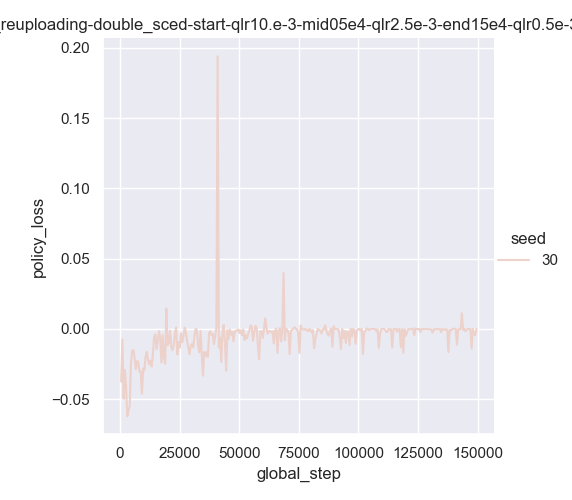 _reuploading-double_sced-start-qlr10.e-3-mid05e4-qlr2.5e-3-end15e4-qlr0.5e-3
0.20
0.15
0.10
0.05
0.00
−0.05
policy_loss
seed
30
0 25000 50000 75000 100000 125000 150000
global_step